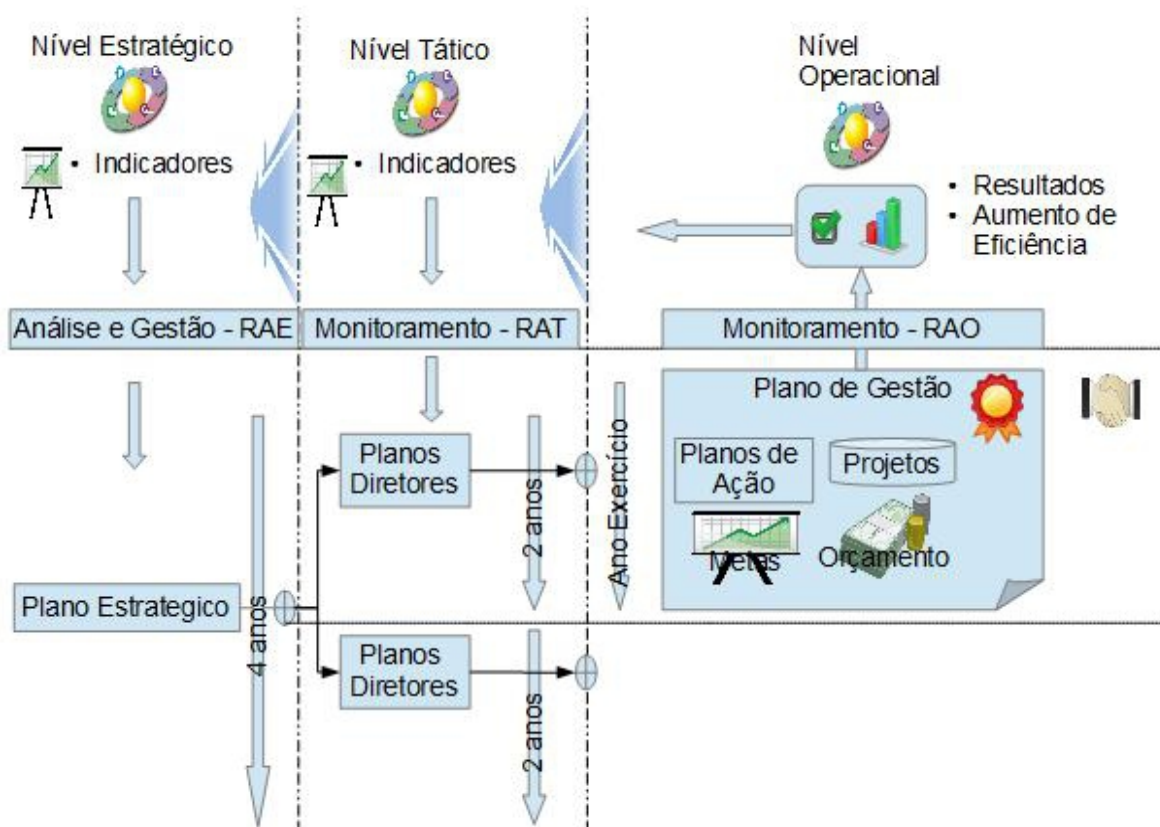 Nível Estratégico
Nível Tático
Nível
Operacional
• Indicadores
• Indicadores
• Resultados
• Aumento de
Eficiência
Análise e Gestão - RAE
Monitoramento - RAT
Monitoramento - RAO
Plano de Gestão
Planos
Diretores
Planos de
Ação
Projetos
2 anos
Ano Exercício
Metas
Orçamento
Plano Estrategico
4 anos
Planos
Diretores
2 anos